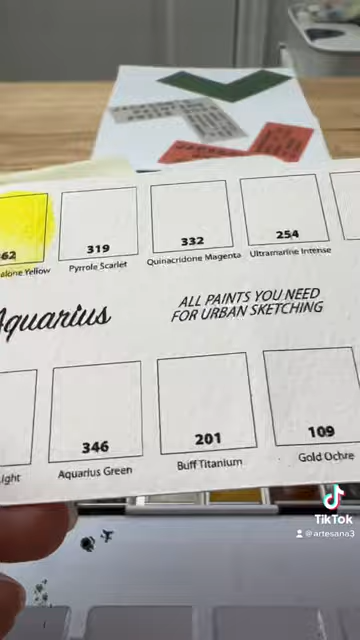 62
319
332
254
alone Yellow
Pyrrole Scarlet
Quinacridone Magenta
Ultramarine Intense
Aquarius
ALL PAINTS YOU NEED
FOR URBAN SKETCHING
346
201
109
ight
Aquarius Green
Buff Titanium
Gold Ochre
TikTok
@artesana3